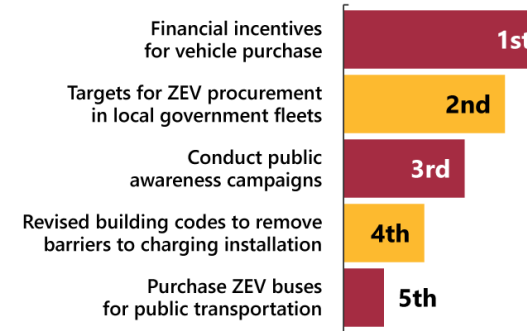 Financial incentives
for vehicle purchase
1st
Targets for ZEV procurement
in local government fleets
2nd
Conduct public
awareness campaigns
3rd
Revised building codes to remove
barriers to charging installation
4th
Purchase ZEV buses
for public transportation
5th